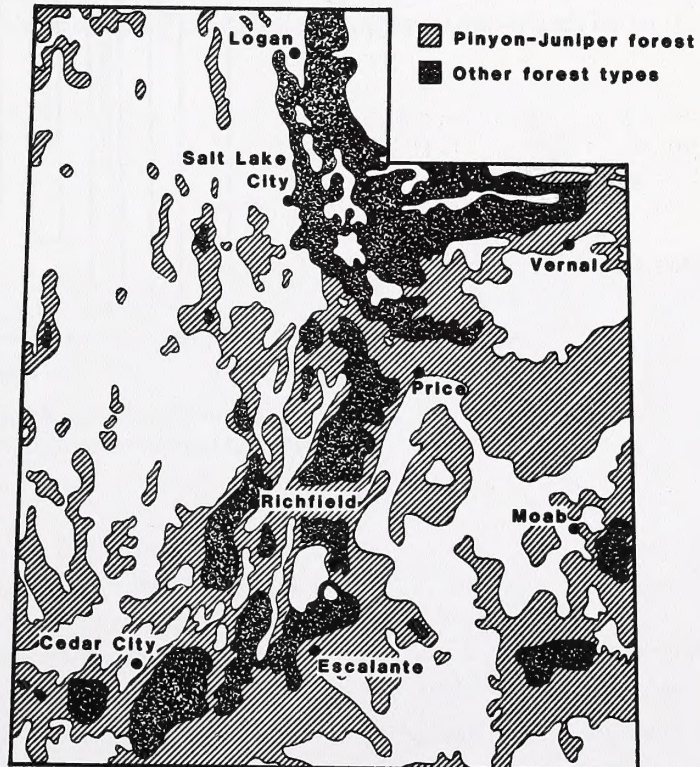 Logan
Pinyon-Juniper forest
Other forest types
Salt Lake
City
Vernal
Price
Richfield
Moab
Cedar City
Escalante